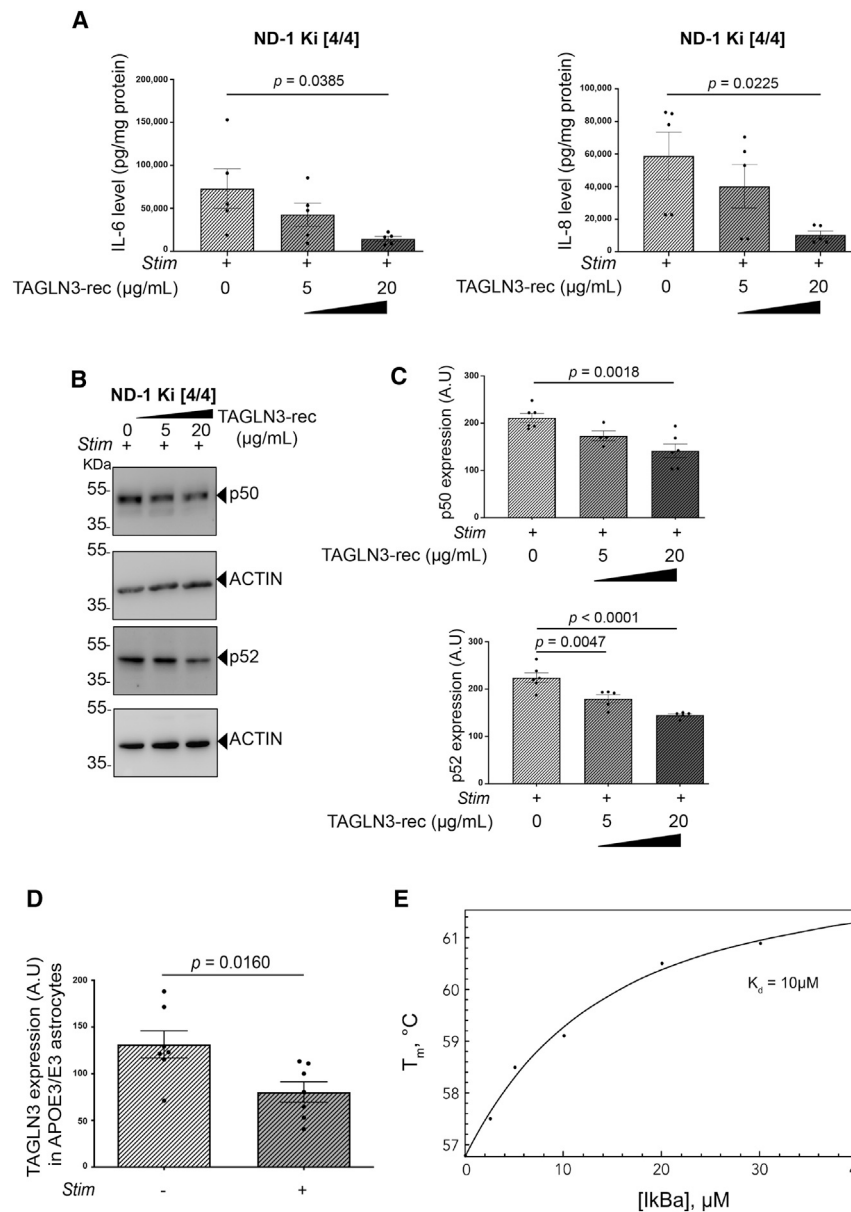 A
ND-1 Ki [4/4]
IL-6 level (pg/mg protein)
200,000
150,000
100,000
50,000
0
p = 0.0385
Stim + + +
TAGLN3-rec (µg/mL) 0 5 20
ND-1 Ki [4/4]
IL-8 level (pg/mg protein)
100,000
80,000
60,000
40,000
20,000
0
p = 0.0225
Stim + + +
TAGLN3-rec (µg/mL) 0 5 20
B
ND-1 Ki [4/4]
0 5 20 TAGLN3-rec
(µg/mL)
Stim + + +
KDa
55-
p50
35-
55-
ACTIN
35-
55-
p52
35-
55-
ACTIN
35-
C
p50 expression (A.U)
300
200
100
0
p = 0.0018
Stim + + +
TAGLN3-rec (µg/mL) 0 5 20
p52 expression (A.U)
300
200
100
0
p < 0.0001
p = 0.0047
Stim + + +
TAGLN3-rec (µg/mL) 0 5 20
D
TAGLN3 expression (A.U)
in APOE3/E3 astrocytes
200
150
100
50
0
p = 0.0160
Stim - +
E
Tm, °C
61
60
59
58
57
Kd = 10µM
0 10 20 30
[IkBa], µM